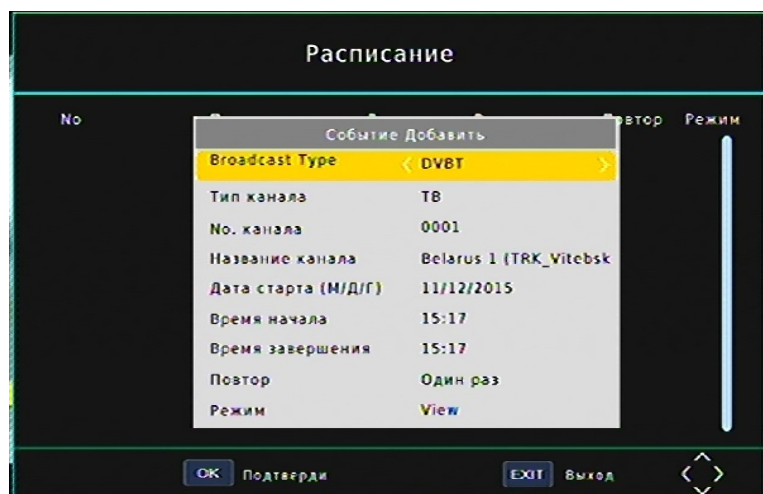 Расписание
No Повтор Режим
Событие Добавить
Broadcast Type DVBT
Тип канала ТВ
No. канала 0001
Название канала Belarus 1 (TRK_Vitebsk
Дата старта (М/Д/Г) 11/12/2015
Время начала 15:17
Время завершения 15:17
Повтор Один раз
Режим View
OK Подтверди EXIT Выход